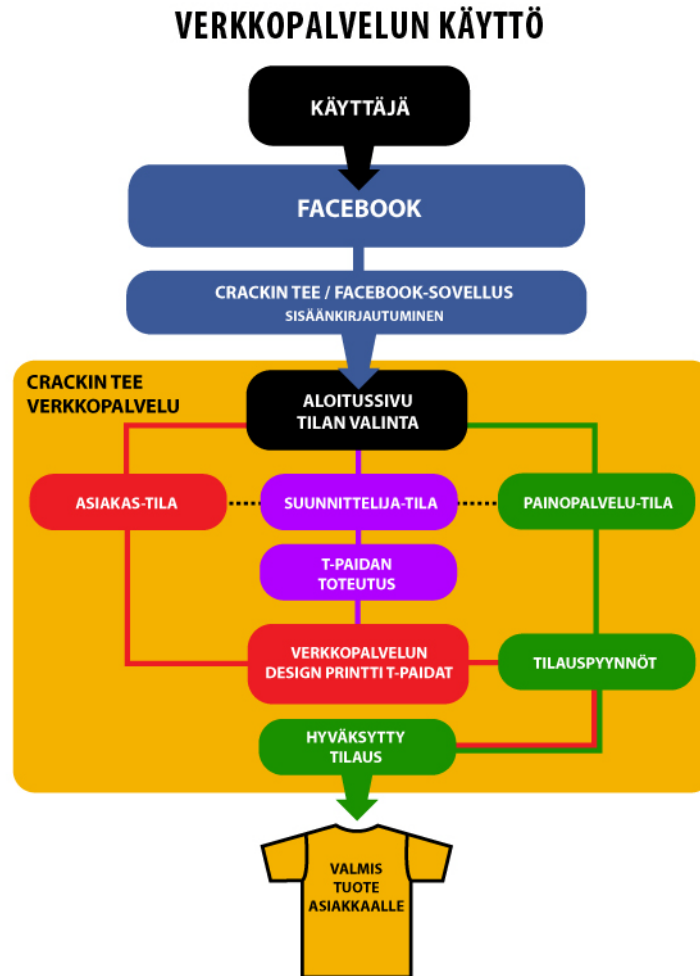 VERKKOPALVELUN KÄYTTÖ
KÄYTTÄJÄ
FACEBOOK
CRACKIN TEE / FACEBOOK-SOVELLUS
SISÄÄNKIRJAUTUMINEN
CRACKIN TEE
VERKKOPALVELU
ALOITUSSIVU
TILAN VALINTA
ASIAKAS-TILA
SUUNNITTELIJA-TILA
PAINOPALVELU-TILA
T-PAIDAN
TOTEUTUS
VERKKOPALVELUN
DESIGN PRINTTI T-PAIDAT
TILAUSPYYNNÖT
HYVÄKSYTTY
TILAUS
VALMIS
TUOTE
ASIAKKAALLE